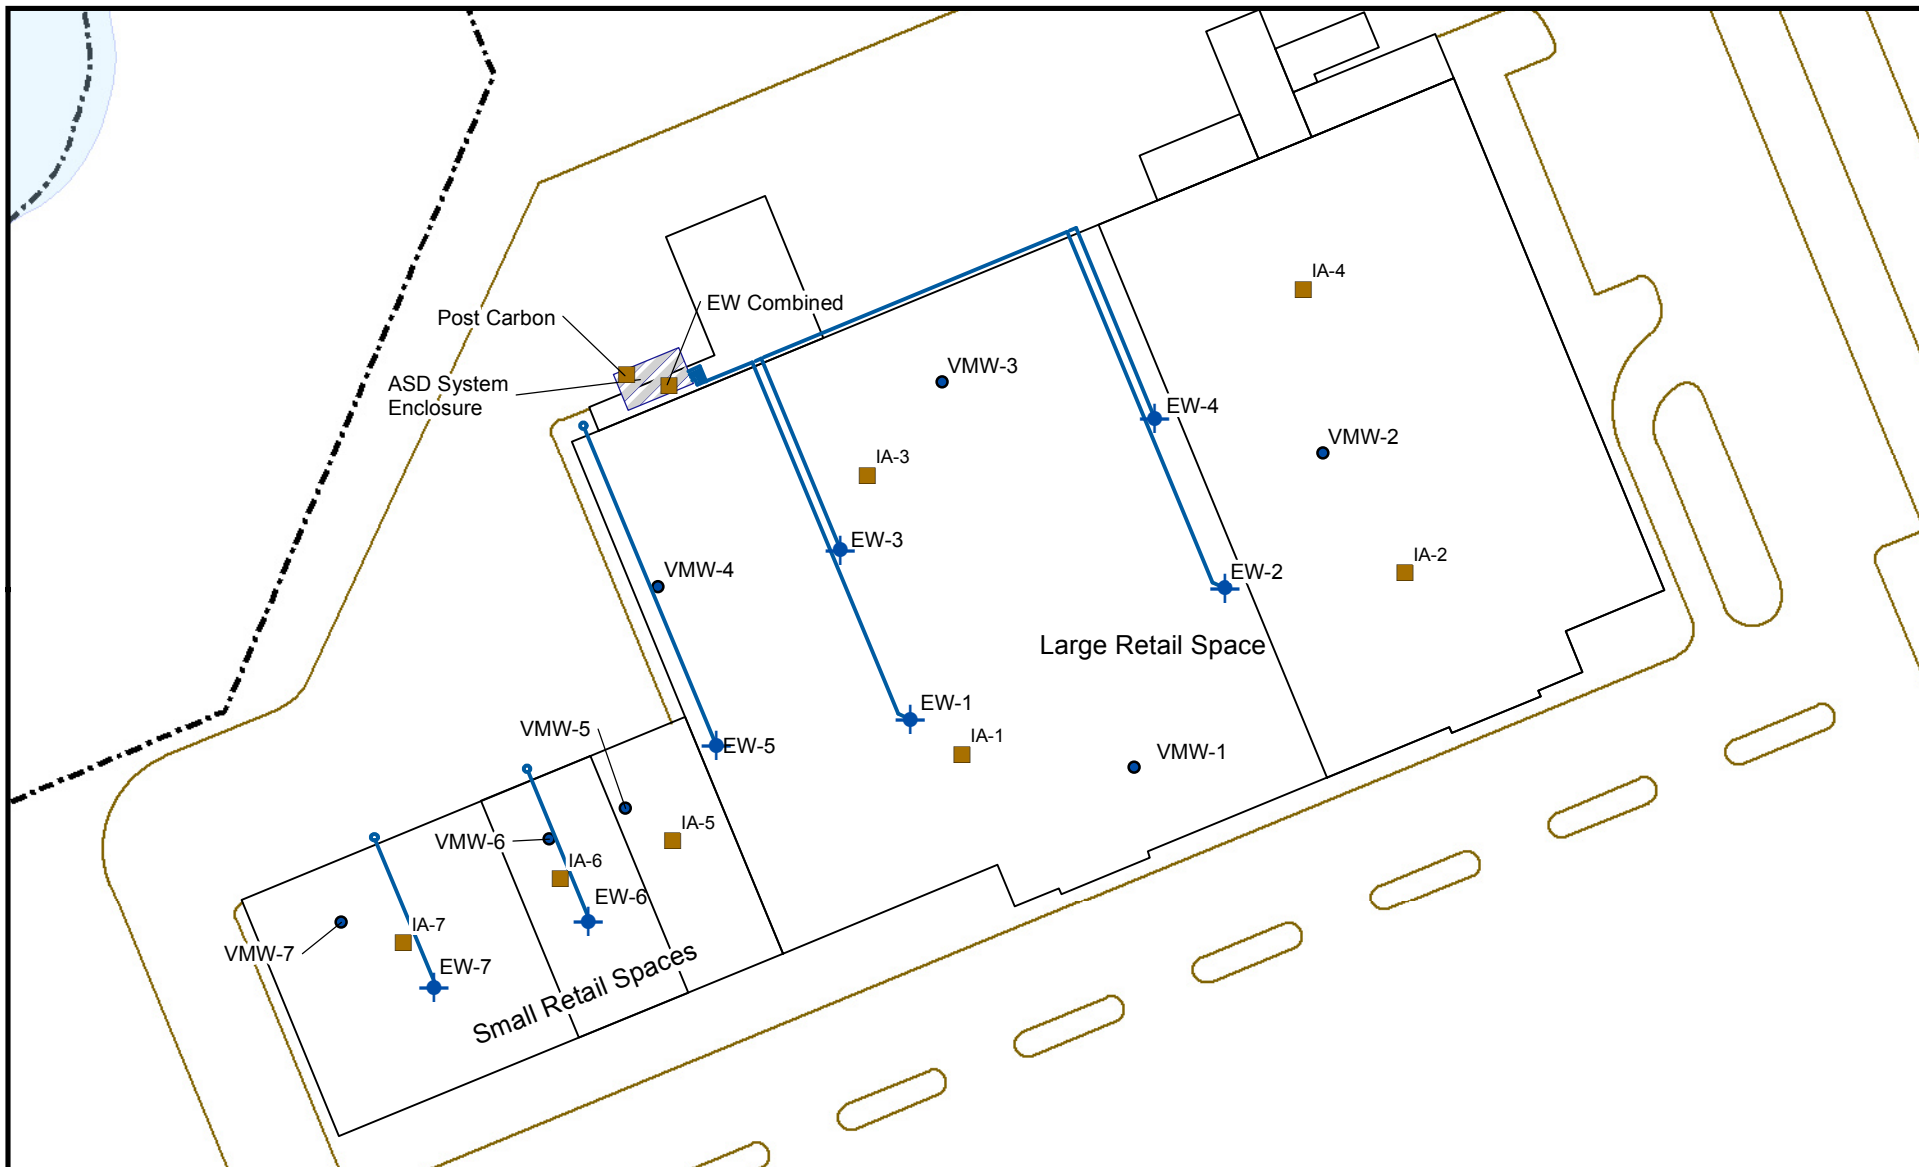 IA-4
EW Combined
Post Carbon
VMW-3
ASD System
Enclosure
EW-4
VMW-2
IA-3
EW-3
IA-2
VMW-4
EW-2
Large Retail Space
EW-1
VMW-5
IA-1
EW-5
VMW-1
IA-5
VMW-6
IA-6
EW-6
IA-7
VMW-7
EW-7
Small Retail Spaces